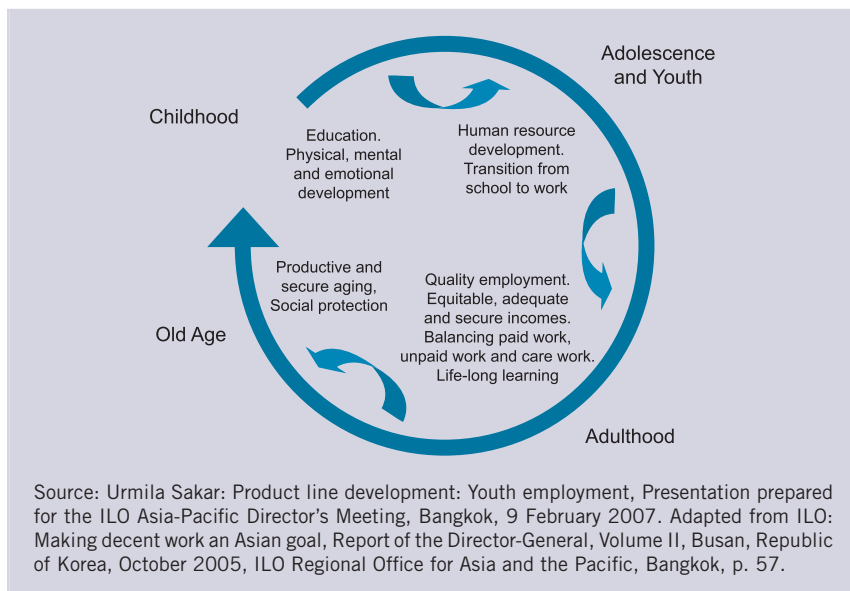 Childhood
Education.
Physical, mental
and emotional
development
Adolescence
and Youth
Human resource
development.
Transition from
school to work
Adulthood
Quality employment.
Equitable, adequate
and secure incomes.
Balancing paid work,
unpaid work and care work.
Life-long learning
Old Age
Productive and
secure aging,
Social protection
Source: Urmila Sakar: Product line development: Youth employment, Presentation prepared
for the ILO Asia-Pacific Director’s Meeting, Bangkok, 9 February 2007. Adapted from ILO:
Making decent work an Asian goal, Report of the Director-General, Volume II, Busan, Republic
of Korea, October 2005, ILO Regional Office for Asia and the Pacific, Bangkok, p. 57.